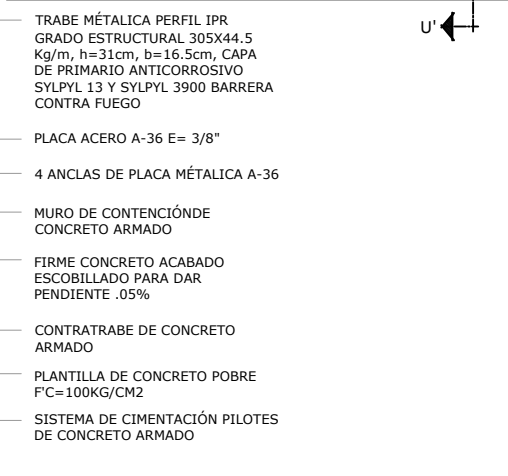 TRABE MÉTALICA PERFIL IPR
GRADO ESTRUCTURAL 305X44.5
Kg/m, h=31cm, b=16.5cm, CAPA
DE PRIMARIO ANTICORROSIVO
SYLPYL 13 Y SYLPYL 3900 BARRERA
CONTRA FUEGO
U'
PLACA ACERO A-36 E= 3/8"
4 ANCLAS DE PLACA MÉTALICA A-36
MURO DE CONTENCIÓNDE
CONCRETO ARMADO
FIRME CONCRETO ACABADO
ESCOBILLADO PARA DAR
PENDIENTE .05%
CONTRATRABE DE CONCRETO
ARMADO
PLANTILLA DE CONCRETO POBRE
F'C=100KG/CM2
SISTEMA DE CIMENTACIÓN PILOTES
DE CONCRETO ARMADO